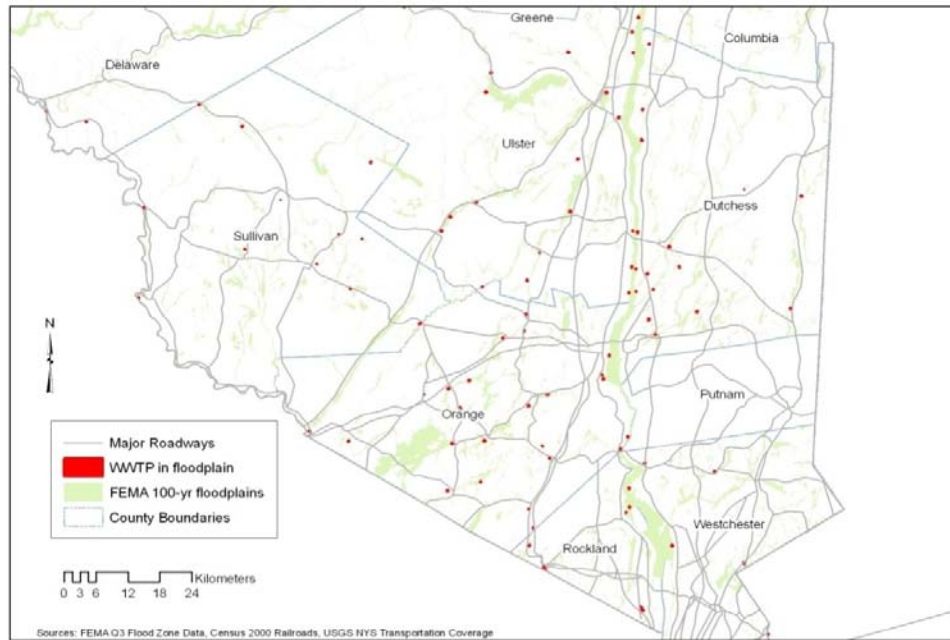 Greene
Columbia
Delaware
Ulster
Dutchess
Sullivan
N
Putnam
Orange
Major Roadways
WWTP in floodplain
FEMA 100-yr floodplains
County Boundaries
Westchester
Rockland
Kilometers
0 3 6 12 18 24
Sources: FEMA Q3 Flood Zone Data, Census 2000 Railroads, USGS NYS Transportation Coverage